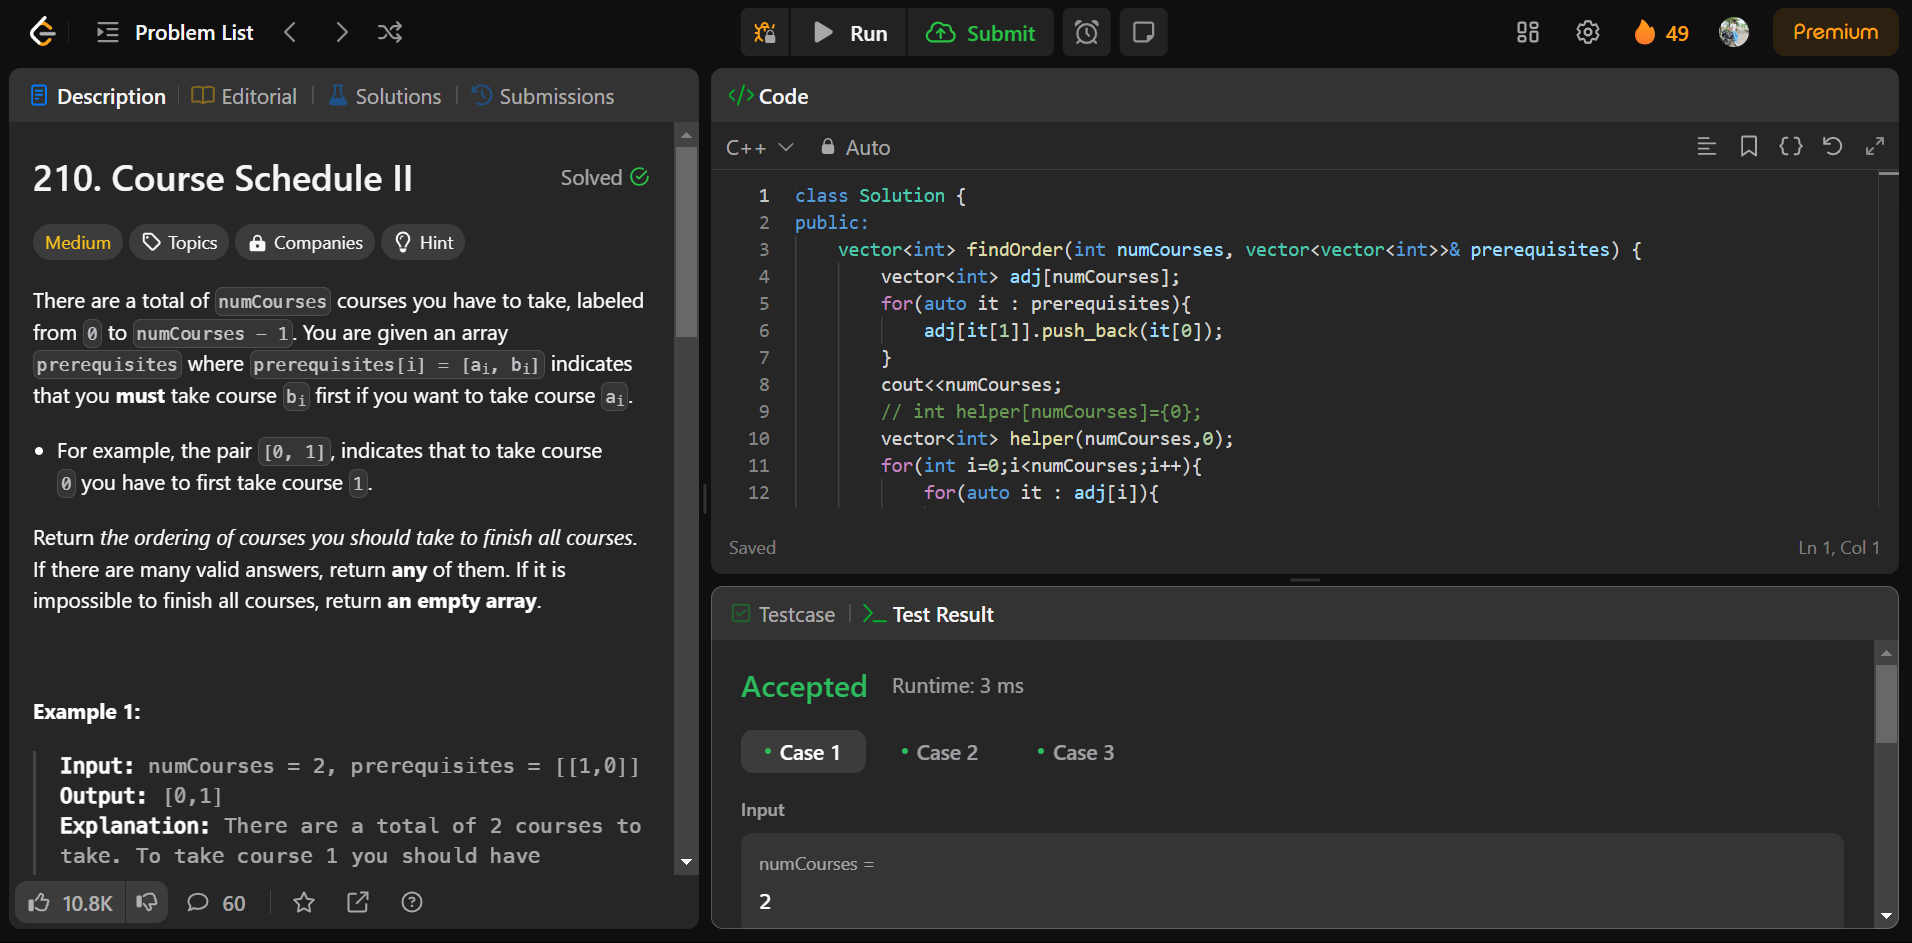 Problem List
Run
Submit
49
Premium
Description
Editorial
Solutions
Submissions
210. Course Schedule II
Solved
Medium
Topics
Companies
Hint
There are a total of numCourses courses you have to take, labeled
from 0 to numCourses - 1. You are given an array
prerequisites where prerequisites[i] = [ai, bi] indicates
that you must take course bi first if you want to take course ai.
• For example, the pair [0, 1], indicates that to take course
0 you have to first take course 1.
Return the ordering of courses you should take to finish all courses.
If there are many valid answers, return any of them. If it is
impossible to finish all courses, return an empty array.
Example 1:
Input: numCourses = 2, prerequisites = [[1,0]]
Output: [0,1]
Explanation: There are a total of 2 courses to
take. To take course 1 you should have
10.8K
60
</> Code
C++
Auto
1 class Solution {
2 public:
3     vector<int> findOrder(int numCourses, vector<vector<int>>& prerequisites) {
4         vector<int> adj[numCourses];
5         for(auto it : prerequisites){
6             adj[it[1]].push_back(it[0]);
7         }
8         cout<<numCourses;
9         // int helper[numCourses]={0};
10         vector<int> helper(numCourses,0);
11         for(int i=0;i<numCourses;i++){
12             for(auto it : adj[i]){
Saved
Ln 1, Col 1
Testcase
>_ Test Result
Accepted
Runtime: 3 ms
• Case 1
• Case 2
• Case 3
Input
numCourses =
2